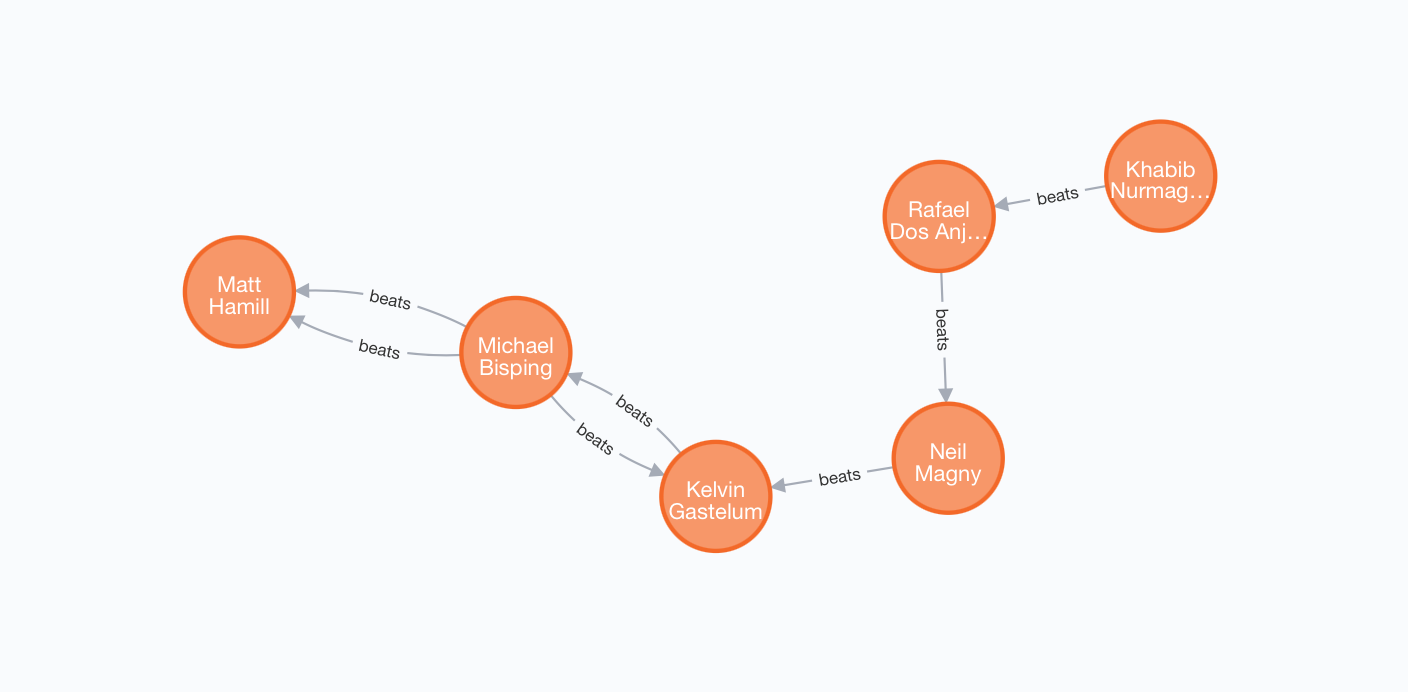 Khabib
Nurmag…
beats
Rafael
Dos Anj…
beats
Matt
Hamill
beats
beats
Michael
Bisping
beats
beats
Neil
Magny
beats
Kelvin
Gastelum